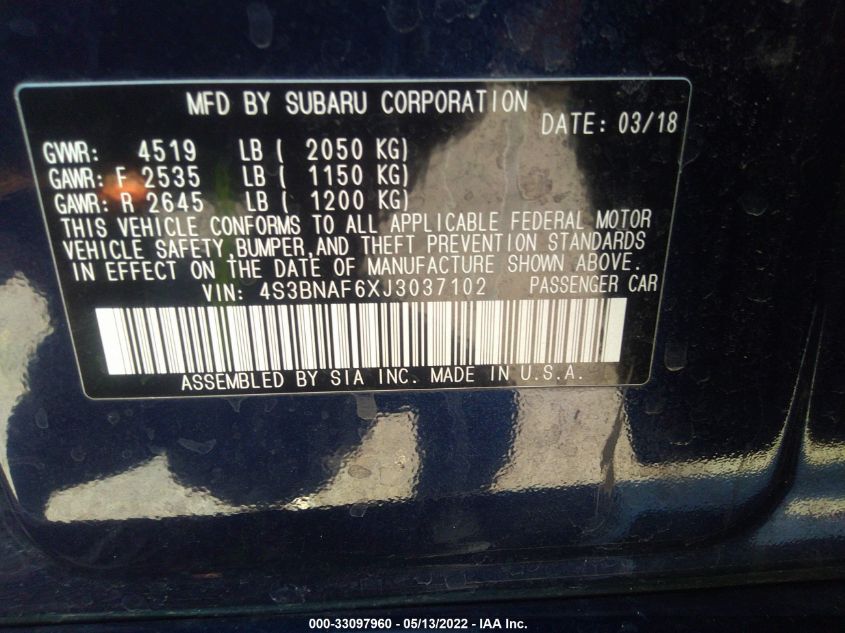 MFD BY SUBARU CORPORATION
DATE: 03/18
GVWR: 4519 LB ( 2050 KG)
GAWR: F 2535 LB ( 1150 KG)
GAWR: R 2645 LB ( 1200 KG)
THIS VEHICLE CONFORMS TO ALL APPLICABLE FEDERAL MOTOR
VEHICLE SAFETY,BUMPER,AND THEFT PREVENTION STANDARDS
IN EFFECT ON THE DATE OF MANUFACTURE SHOWN ABOVE.
VIN: 4S3BNAF6XJ3037102 PASSENGER CAR
ASSEMBLED BY SIA INC. MADE IN U.S.A.
000-33097960 - 05/13/2022 - IAA Inc.